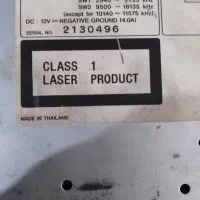 SW2 9500 - 18135 kHz
(except for 10140 - 11575 kHz)
DC : 12V ⎓ NEGATIVE GROUND (4.0A)
SERIAL NO. 2130496
CLASS 1
LASER PRODUCT
MADE IN THAILAND